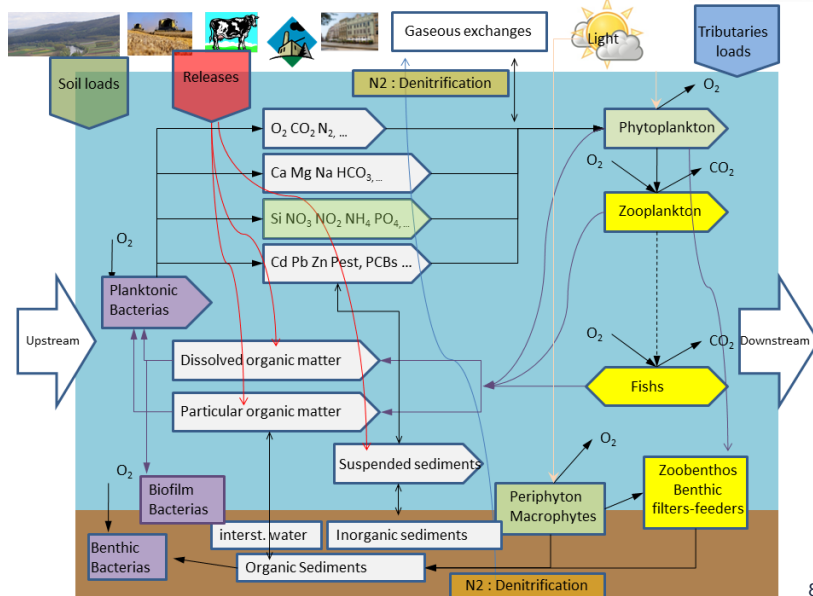 Gaseous exchanges
Light
Tributaries
loads
Soil loads
Releases
N2 : Denitrification
O2
O2 CO2 N2, ...
Phytoplankton
O2
CO2
Ca Mg Na HCO3, ...
Zooplankton
Si NO3 NO2 NH4 PO4, ...
O2
Cd Pb Zn Pest, PCBs ...
Planktonic
Bacterias
Upstream
O2
CO2
Downstream
Dissolved organic matter
Fishs
Particular organic matter
O2
Suspended sediments
O2
Biofilm
Bacterias
Periphyton
Macrophytes
Zoobenthos
Benthic
filters-feeders
interst. water
Inorganic sediments
Benthic
Bacterias
Organic Sediments
N2 : Denitrification
8